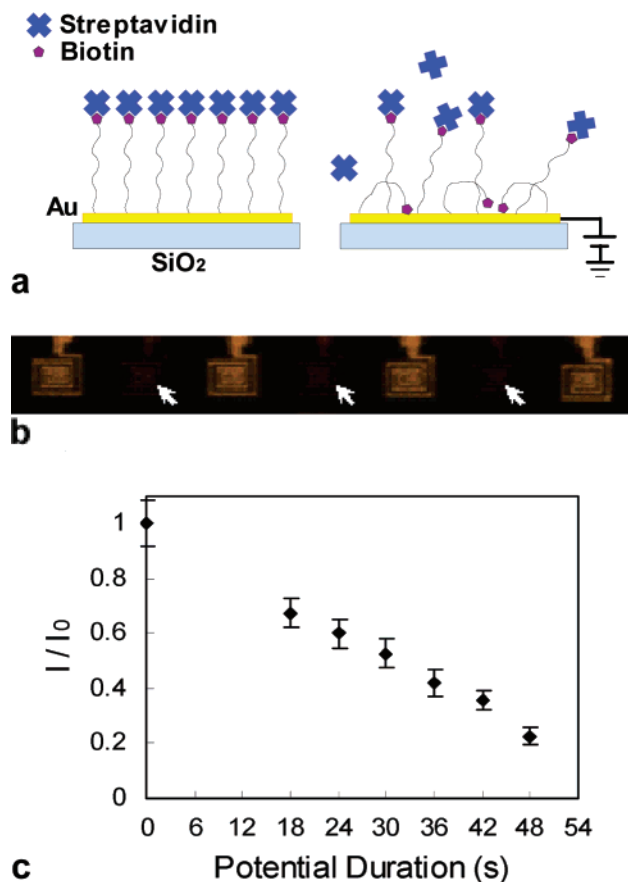 Streptavidin
Biotin
Au
SiO₂
a
b
1
0.8
0.6
0.4
0.2
0
I / I₀
0 6 12 18 24 30 36 42 48 54
Potential Duration (s)
c